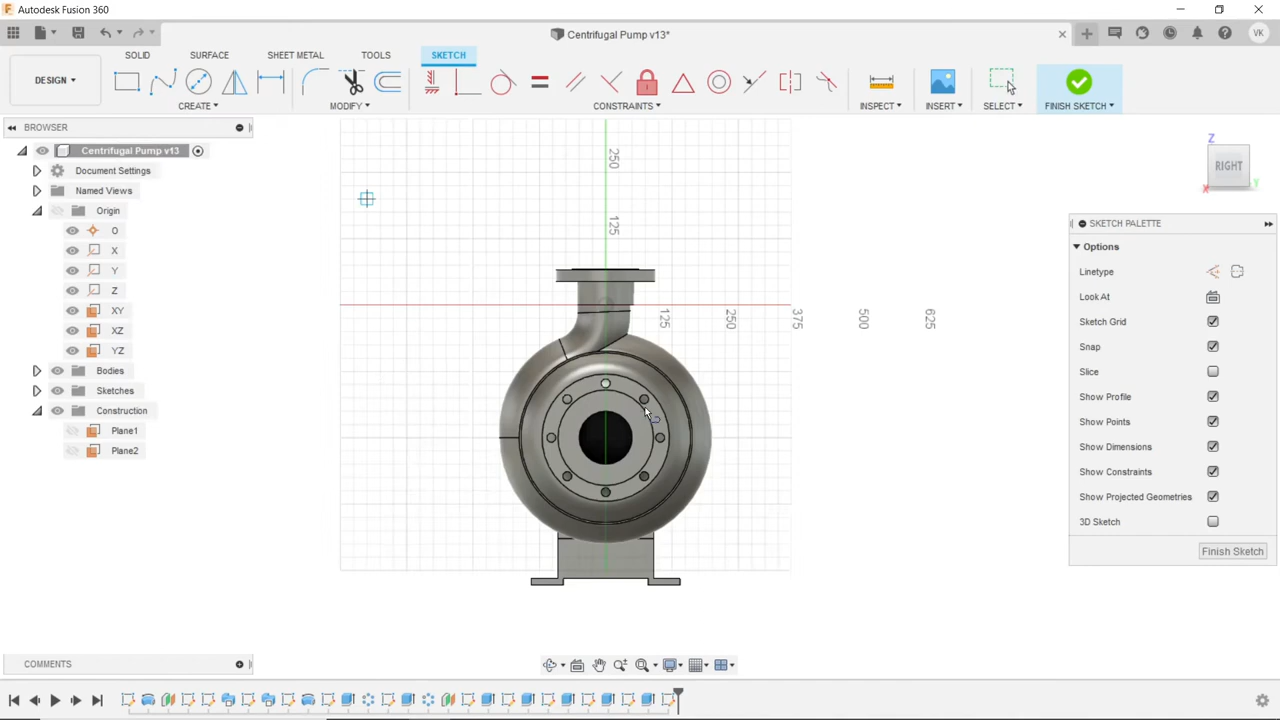 Autodesk Fusion 360
Centrifugal Pump v13*
VK
SOLID SURFACE SHEET METAL TOOLS SKETCH
DESIGN
CREATE MODIFY CONSTRAINTS INSPECT INSERT SELECT FINISH SKETCH
BROWSER
Centrifugal Pump v13
Document Settings
Named Views
Origin
O
X
Y
Z
XY
XZ
YZ
Bodies
Sketches
Construction
Plane1
Plane2
250
125
125
250
375
500
625
Z
RIGHT
X
Y
SKETCH PALETTE
Options
Linetype
Look At
Sketch Grid
Snap
Slice
Show Profile
Show Points
Show Dimensions
Show Constraints
Show Projected Geometries
3D Sketch
Finish Sketch
COMMENTS